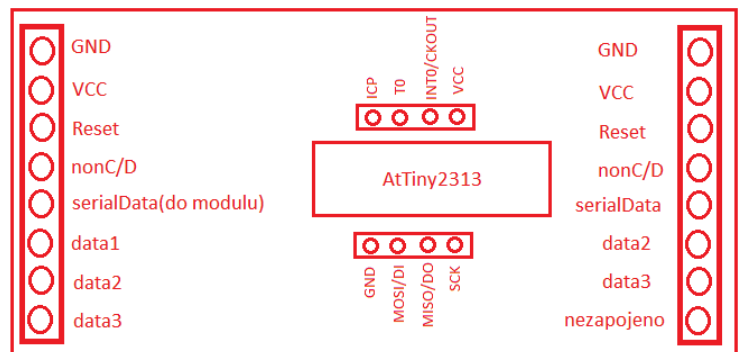 GND
VCC
Reset
nonC/D
serialData(do modulu)
data1
data2
data3
ICP
T0
INT0/CKOUT
VCC
AtTiny2313
GND
MOSI/DI
MISO/DO
SCK
GND
VCC
Reset
nonC/D
serialData
data2
data3
nezapojeno